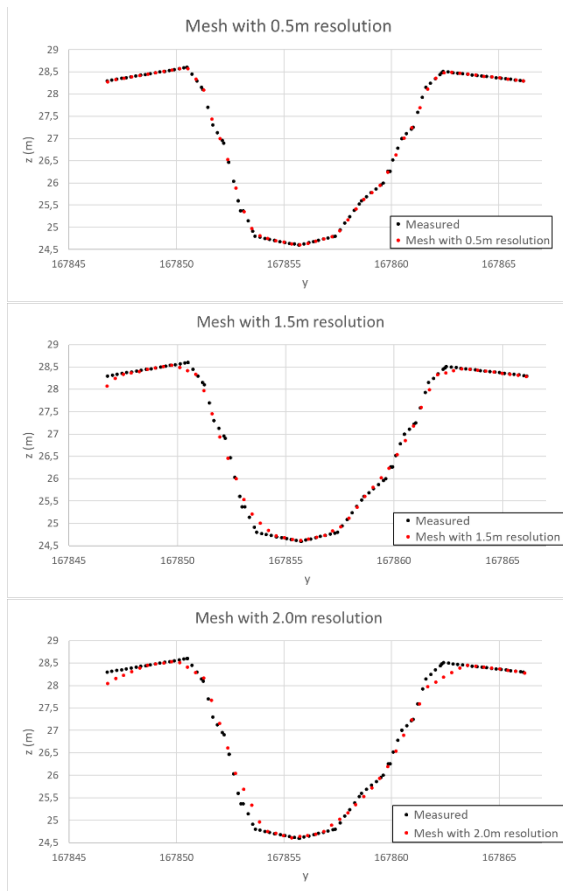 Mesh with 0.5m resolution
29
28,5
28
27,5
27
26,5
26
25,5
25
24,5
z (m)
167845 167850 167855 167860 167865
y
Measured
Mesh with 0.5m resolution
Mesh with 1.5m resolution
29
28,5
28
27,5
27
26,5
26
25,5
25
24,5
z (m)
167845 167850 167855 167860 167865
y
Measured
Mesh with 1.5m resolution
Mesh with 2.0m resolution
29
28,5
28
27,5
27
26,5
26
25,5
25
24,5
z (m)
167845 167850 167855 167860 167865
y
Measured
Mesh with 2.0m resolution